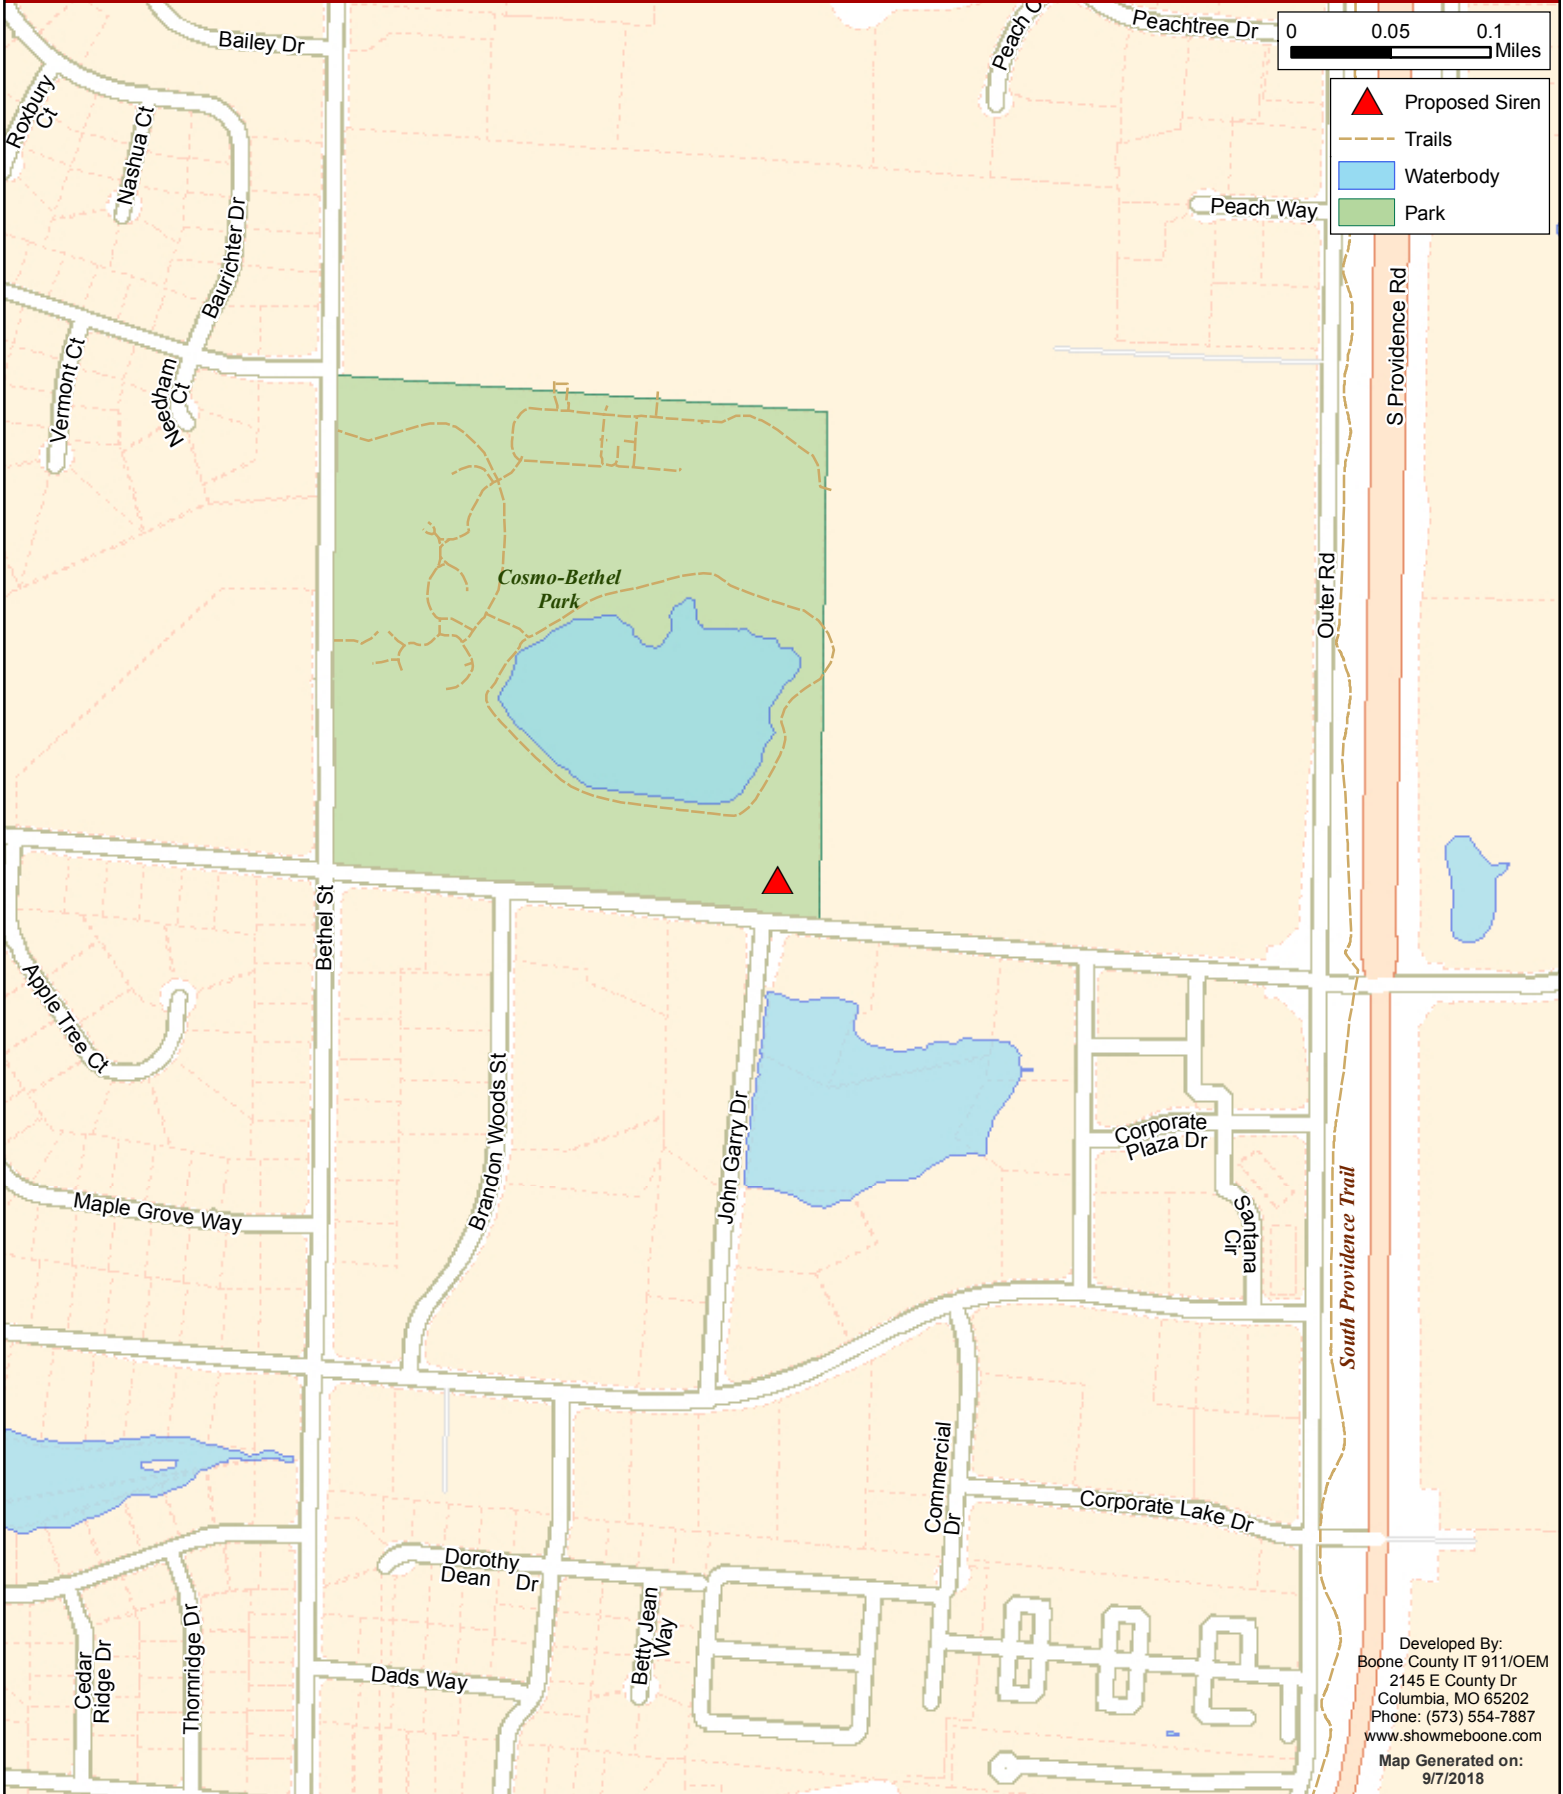 Bailey Dr
Peach C
Peachtree Dr
0 0.05 0.1
Miles
Proposed Siren
Trails
Waterbody
Park
Roxbury
Ct
Nashua Ct
Baurichter Dr
Peach Way
S Providence Rd
Vermont Ct
Needham
Ct
Cosmo-Bethel
Park
Outer Rd
Bethel St
Apple Tree Ct
Brandon Woods St
John Garry Dr
Corporate
Plaza Dr
Santana
Cir
South Providence Trail
Maple Grove Way
Commercial
Dr
Corporate Lake Dr
Dorothy
Dean Dr
Betty Jean
Way
Cedar
Ridge Dr
Thornridge Dr
Dads Way
Developed By:
Boone County IT 911/OEM
2145 E County Dr
Columbia, MO 65202
Phone: (573) 554-7887
www.showmeboone.com
Map Generated on:
9/7/2018